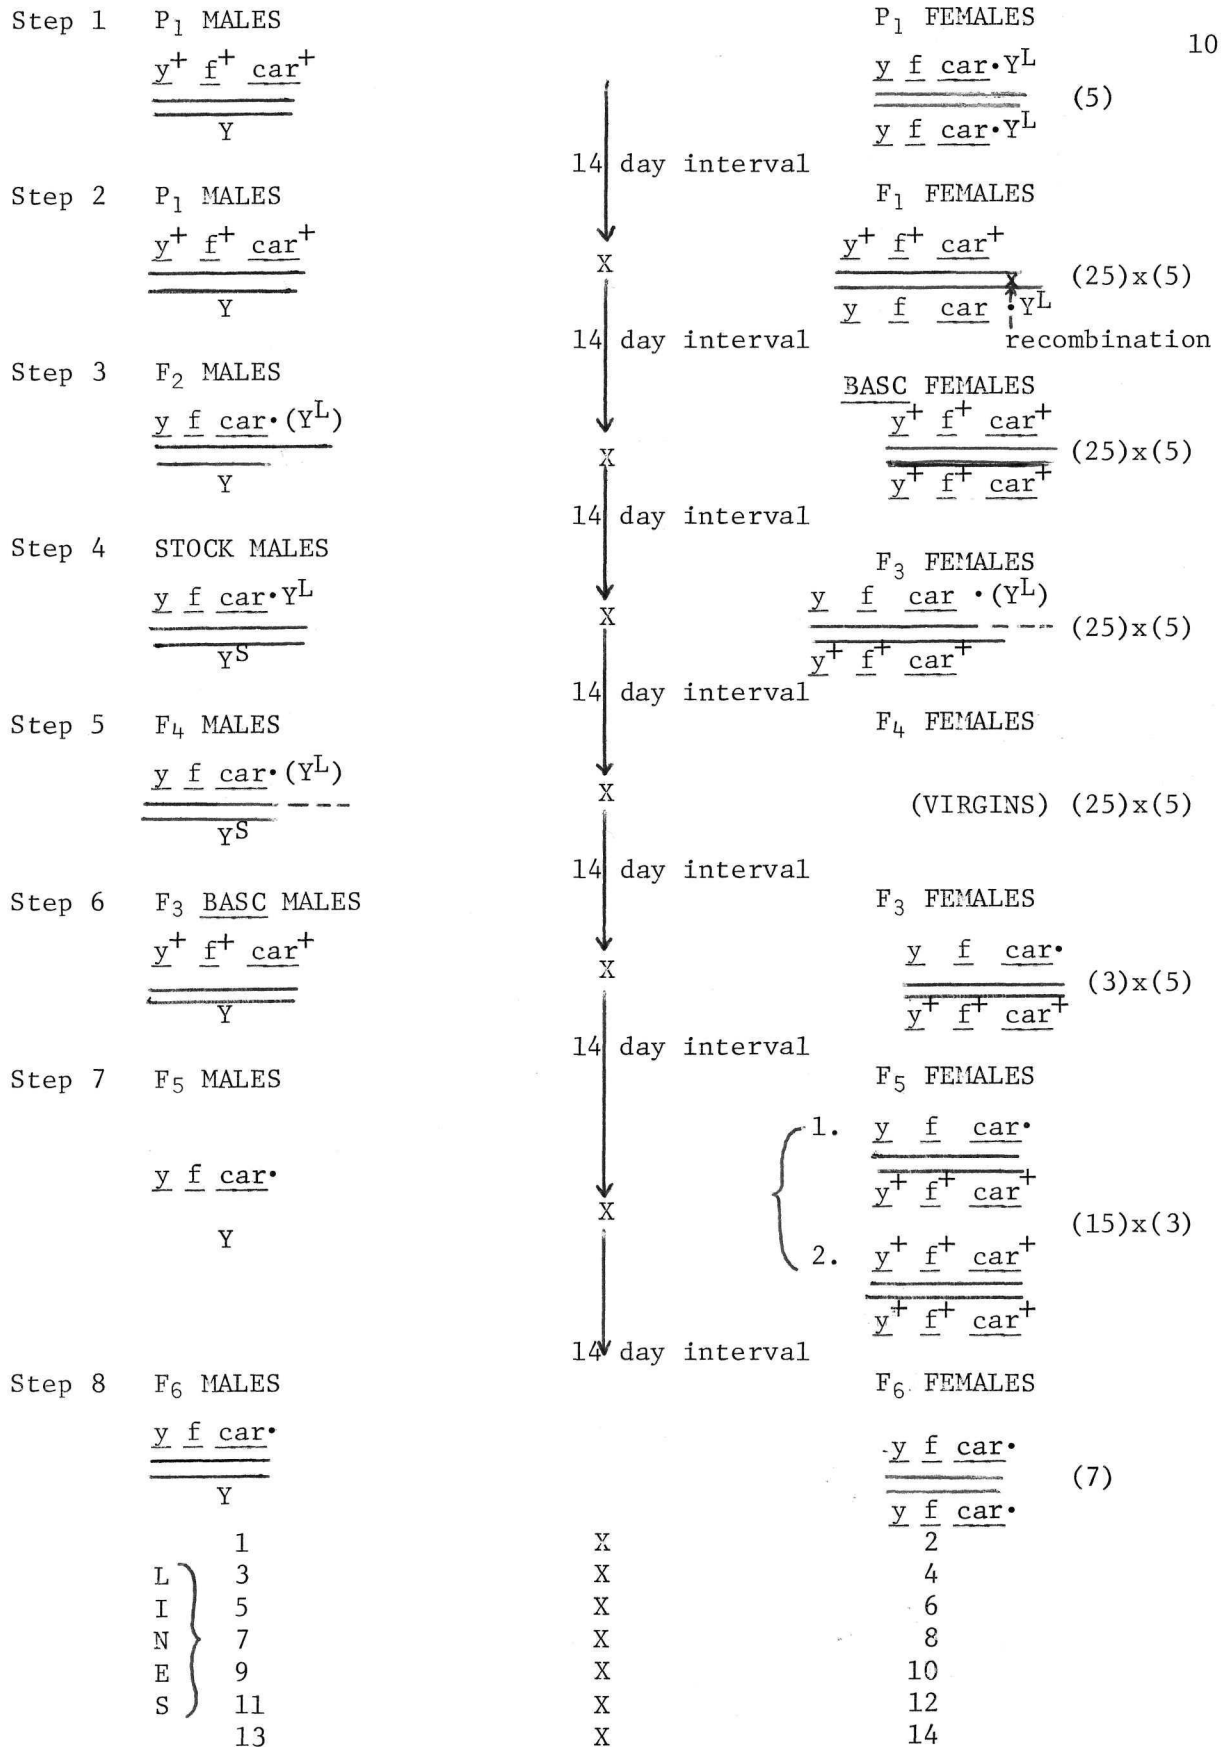 Step 1 P₁ MALES P₁ FEMALES
10
y⁺ f⁺ car⁺ y f car·Yᴸ
(5)
Y y f car·Yᴸ
14 day interval
Step 2 P₁ MALES F₁ FEMALES
y⁺ f⁺ car⁺ y⁺ f⁺ car⁺
X x (25)x(5)
Y y f car ·Yᴸ
14 day interval recombination
Step 3 F₂ MALES BASC FEMALES
y f car·(Yᴸ) y⁺ f⁺ car⁺
X (25)x(5)
Y y⁺ f⁺ car⁺
14 day interval
Step 4 STOCK MALES F₃ FEMALES
y f car·Yᴸ y f car ·(Yᴸ)
X (25)x(5)
Yˢ y⁺ f⁺ car⁺
14 day interval
Step 5 F₄ MALES F₄ FEMALES
y f car·(Yᴸ)
X (VIRGINS) (25)x(5)
Yˢ
14 day interval
Step 6 F₃ BASC MALES F₃ FEMALES
y⁺ f⁺ car⁺ y f car·
X (3)x(5)
Y y⁺ f⁺ car⁺
14 day interval
Step 7 F₅ MALES F₅ FEMALES
1. y f car·
y f car· y⁺ f⁺ car⁺
X (15)x(3)
Y
2. y⁺ f⁺ car⁺
y⁺ f⁺ car⁺
14 day interval
Step 8 F₆ MALES F₆ FEMALES
y f car· y f car·
(7)
Y y f car·
1 X 2
L 3 X 4
I 5 X 6
N 7 X 8
E 9 X 10
S 11 X 12
13 X 14